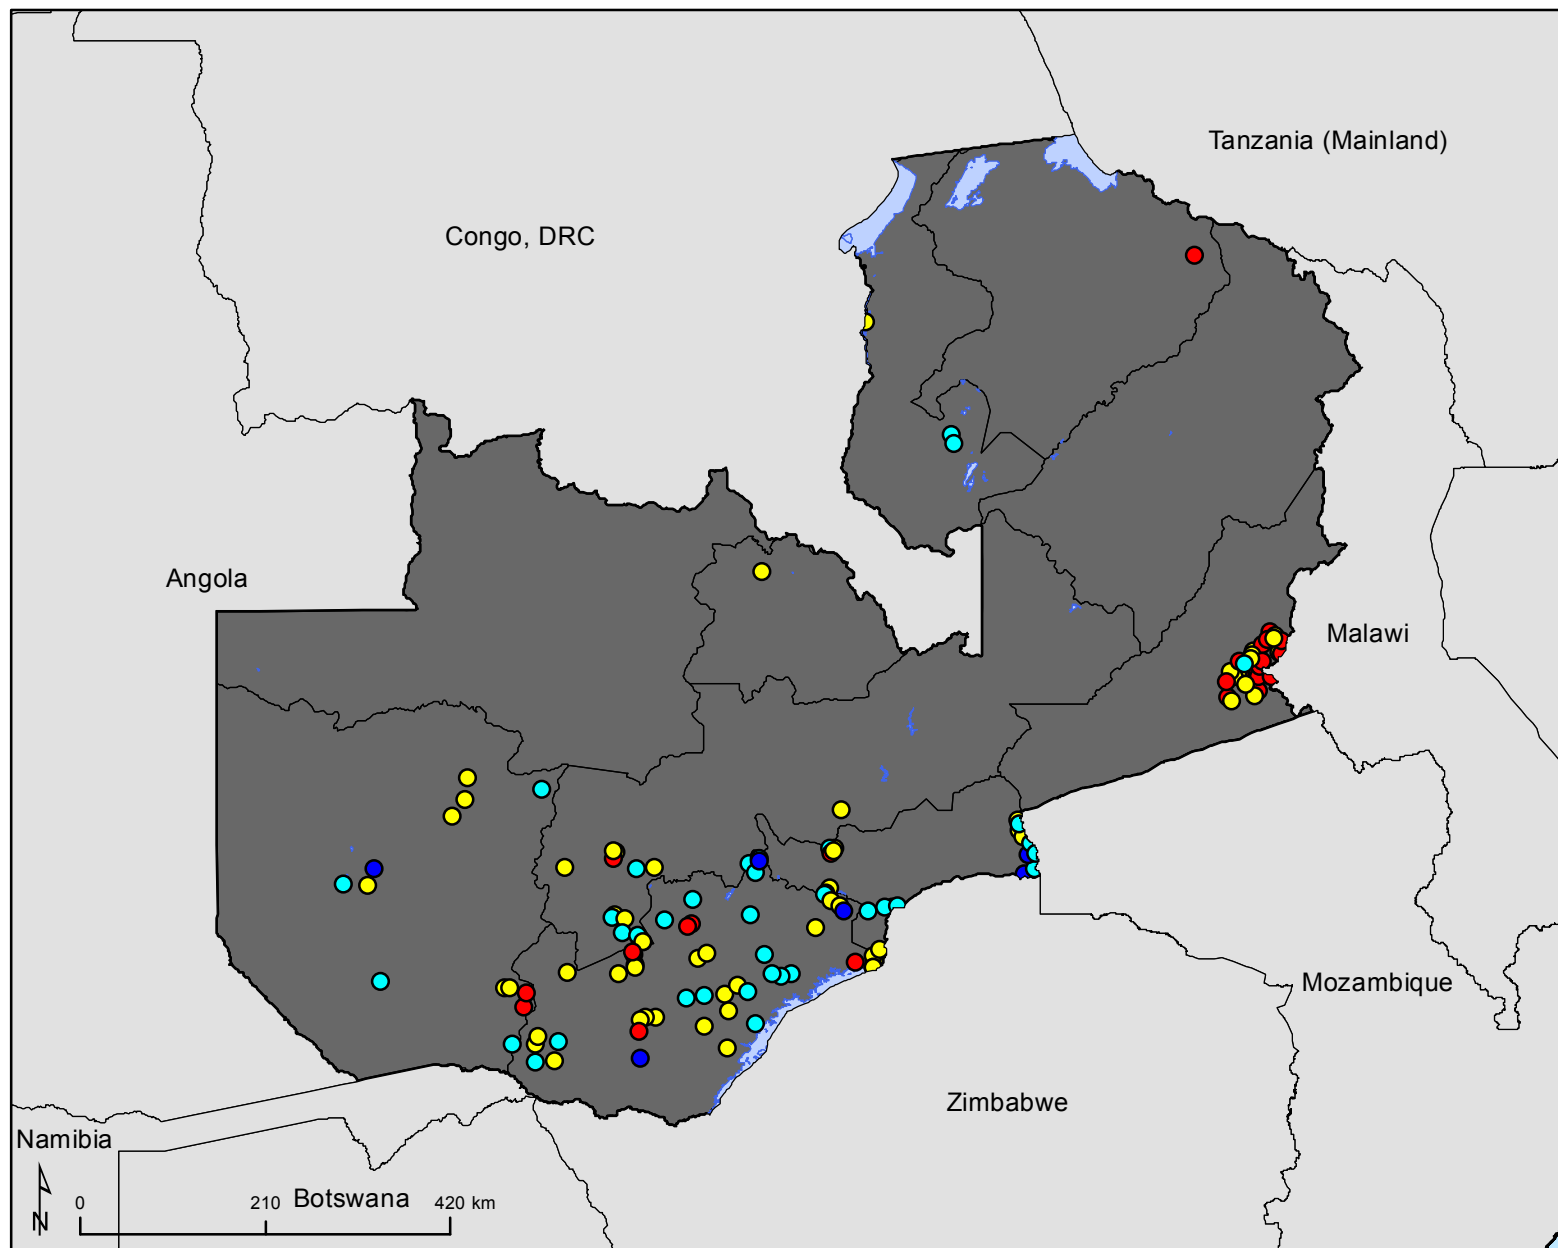 Tanzania (Mainland)
Congo, DRC
Angola
Malawi
Mozambique
Zimbabwe
Namibia
Botswana
0 210 420 km
N